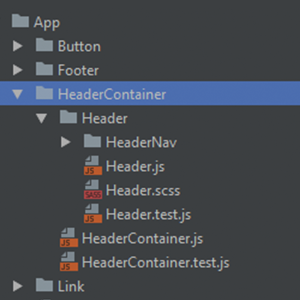 App
Button
Footer
HeaderContainer
Header
HeaderNav
JS Header.js
SASS Header.scss
JS Header.test.js
JS HeaderContainer.js
JS HeaderContainer.test.js
Link